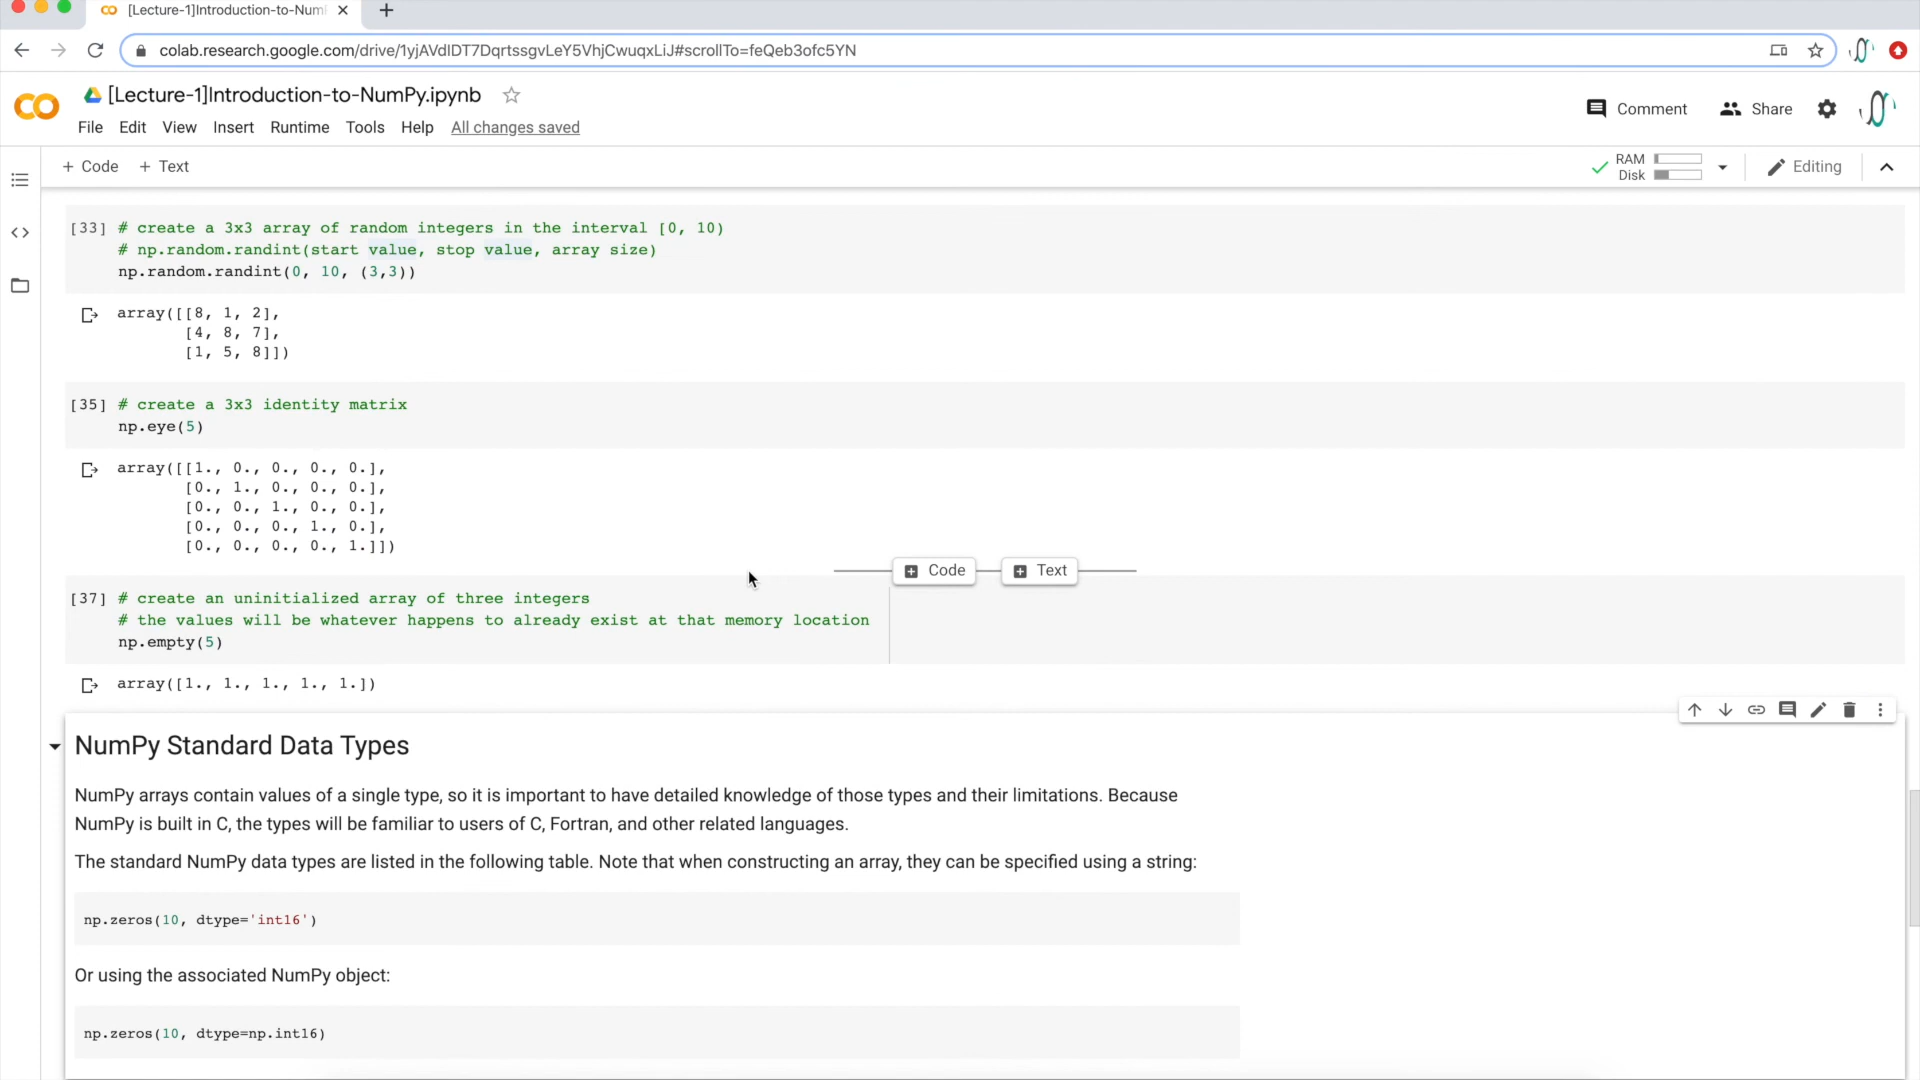 [Lecture-1]Introduction-to-Num
colab.research.google.com/drive/1yjAVdIDT7DqrtssgvLeY5VhjCwuqxLiJ#scrollTo=feQeb3ofc5YN
[Lecture-1]Introduction-to-NumPy.ipynb
Comment
Share
File Edit View Insert Runtime Tools Help All changes saved
+ Code + Text
RAM
Disk
Editing
[33] # create a 3x3 array of random integers in the interval [0, 10)
# np.random.randint(start value, stop value, array size)
np.random.randint(0, 10, (3,3))
array([[8, 1, 2],
[4, 8, 7],
[1, 5, 8]])
[35] # create a 3x3 identity matrix
np.eye(5)
array([[1., 0., 0., 0., 0.],
[0., 1., 0., 0., 0.],
[0., 0., 1., 0., 0.],
[0., 0., 0., 1., 0.],
[0., 0., 0., 0., 1.]])
Code Text
[37] # create an uninitialized array of three integers
# the values will be whatever happens to already exist at that memory location
np.empty(5)
array([1., 1., 1., 1., 1.])
NumPy Standard Data Types
NumPy arrays contain values of a single type, so it is important to have detailed knowledge of those types and their limitations. Because
NumPy is built in C, the types will be familiar to users of C, Fortran, and other related languages.
The standard NumPy data types are listed in the following table. Note that when constructing an array, they can be specified using a string:
np.zeros(10, dtype='int16')
Or using the associated NumPy object:
np.zeros(10, dtype=np.int16)